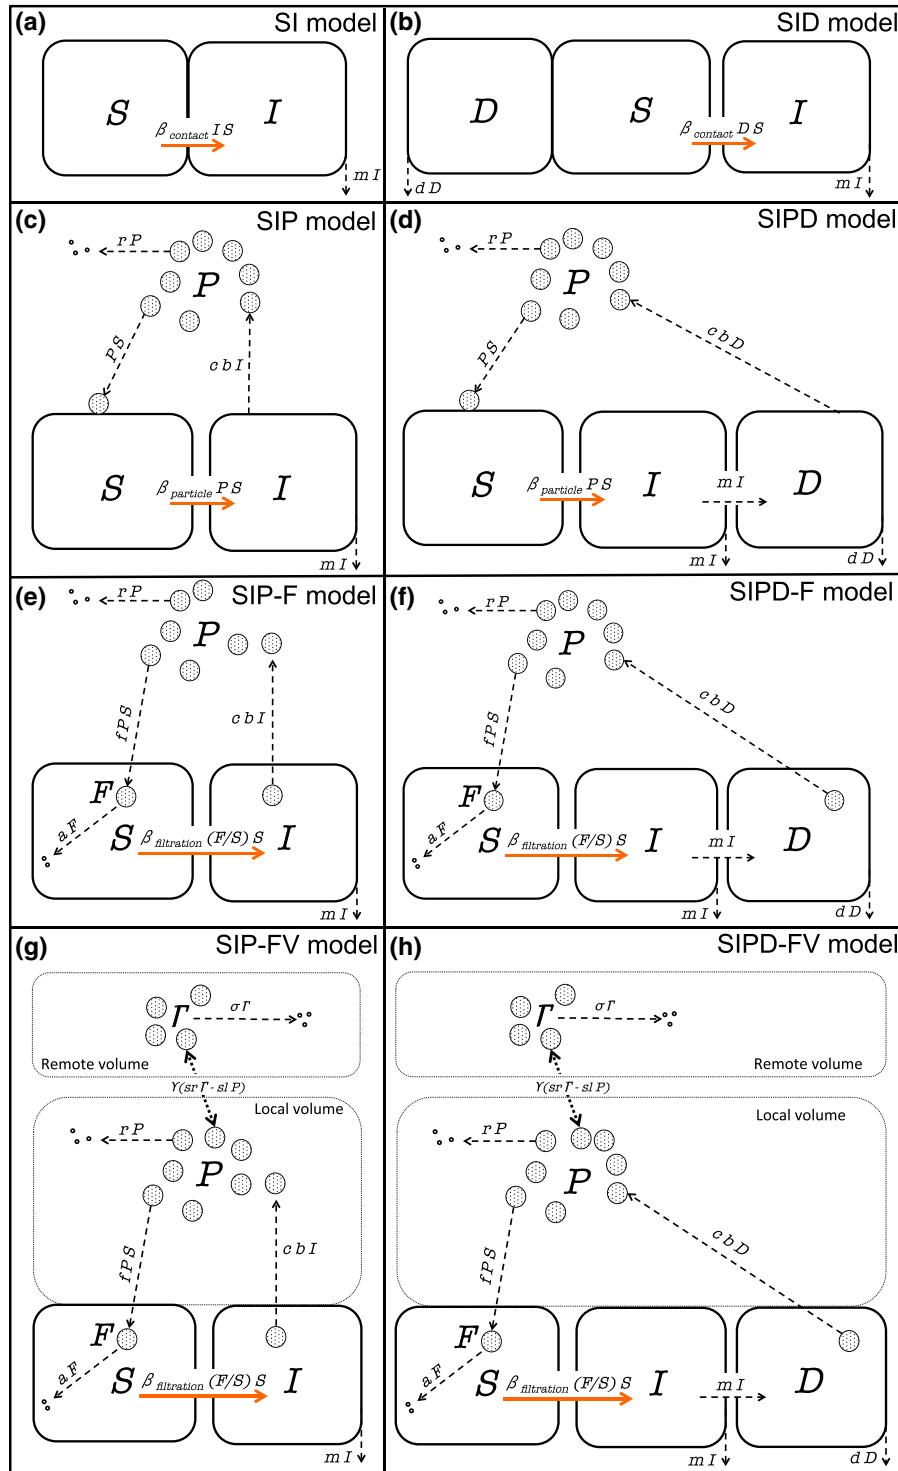 (a) SI model
S I
β contact I S
m I
(b) SID model
D S I
β contact D S
d D
m I
(c) SIP model
r P
P
P S
c b I
S I
β particle P S
m I
(d) SIPD model
r P
P
P S
c b D
S I D
β particle P S
m I
m I
d D
(e) SIP-F model
r P
P
f P S
c b I
F
a F
S I
β filtration (F/S) S
m I
(f) SIPD-F model
r P
P
f P S
c b D
F
a F
S I D
β filtration (F/S) S
m I
m I
d D
(g) SIP-FV model
Γ
σ Γ
Remote volume
γ(sr Γ - sl P)
Local volume
r P
P
f P S
c b I
F
a F
S I
β filtration (F/S) S
m I
(h) SIPD-FV model
Γ
σ Γ
Remote volume
γ(sr Γ - sl P)
Local volume
r P
P
f P S
c b D
F
a F
S I D
β filtration (F/S) S
m I
m I
d D